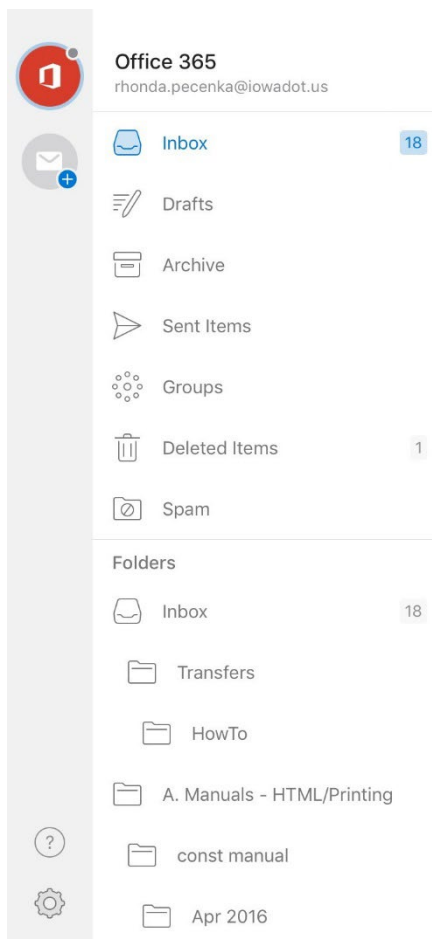 Office 365
rhonda.pecenka@iowadot.us
Inbox 18
Drafts
Archive
Sent Items
Groups
Deleted Items 1
Spam
Folders
Inbox 18
Transfers
HowTo
A. Manuals - HTML/Printing
const manual
Apr 2016